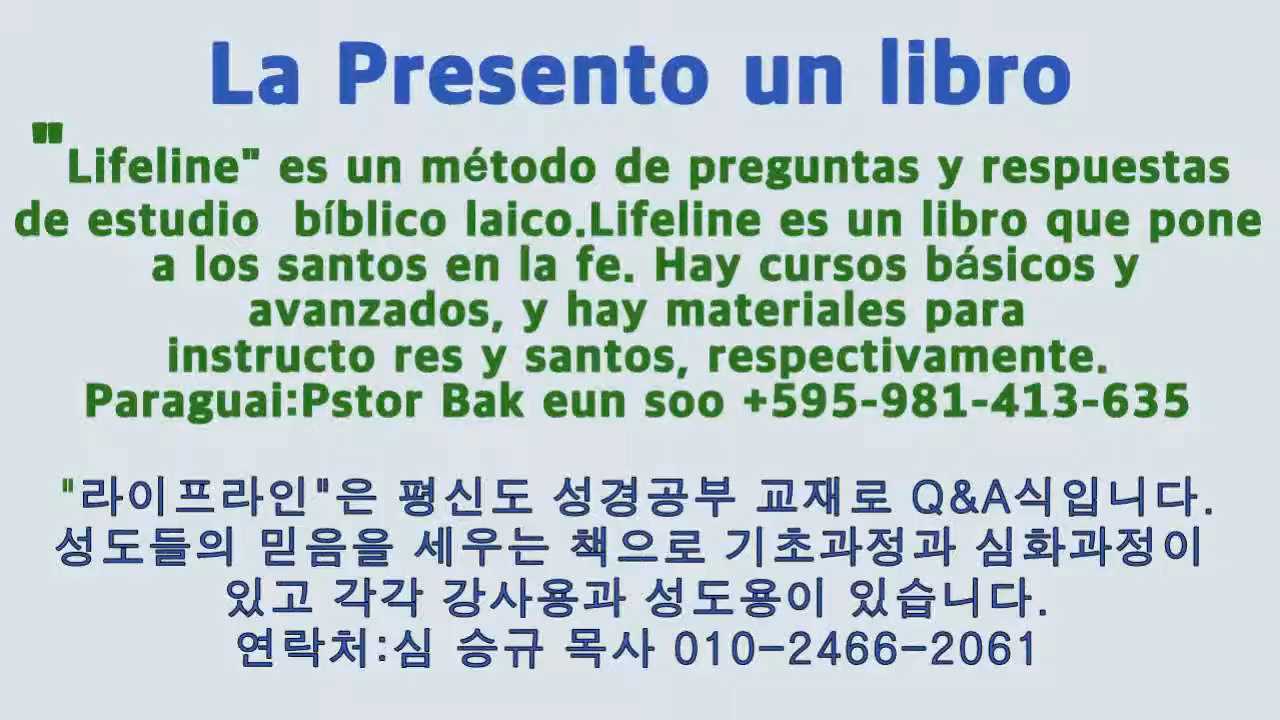 La Presento un libro
"Lifeline" es un método de preguntas y respuestas
de estudio bíblico laico.Lifeline es un libro que pone
a los santos en la fe. Hay cursos básicos y
avanzados, y hay materiales para
instructo res y santos, respectivamente.
Paraguai:Pstor Bak eun soo +595-981-413-635
"라이프라인"은 평신도 성경공부 교재로 Q&A식입니다.
성도들의 믿음을 세우는 책으로 기초과정과 심화과정이
있고 각각 강사용과 성도용이 있습니다.
연락처:심 승규 목사 010-2466-2061